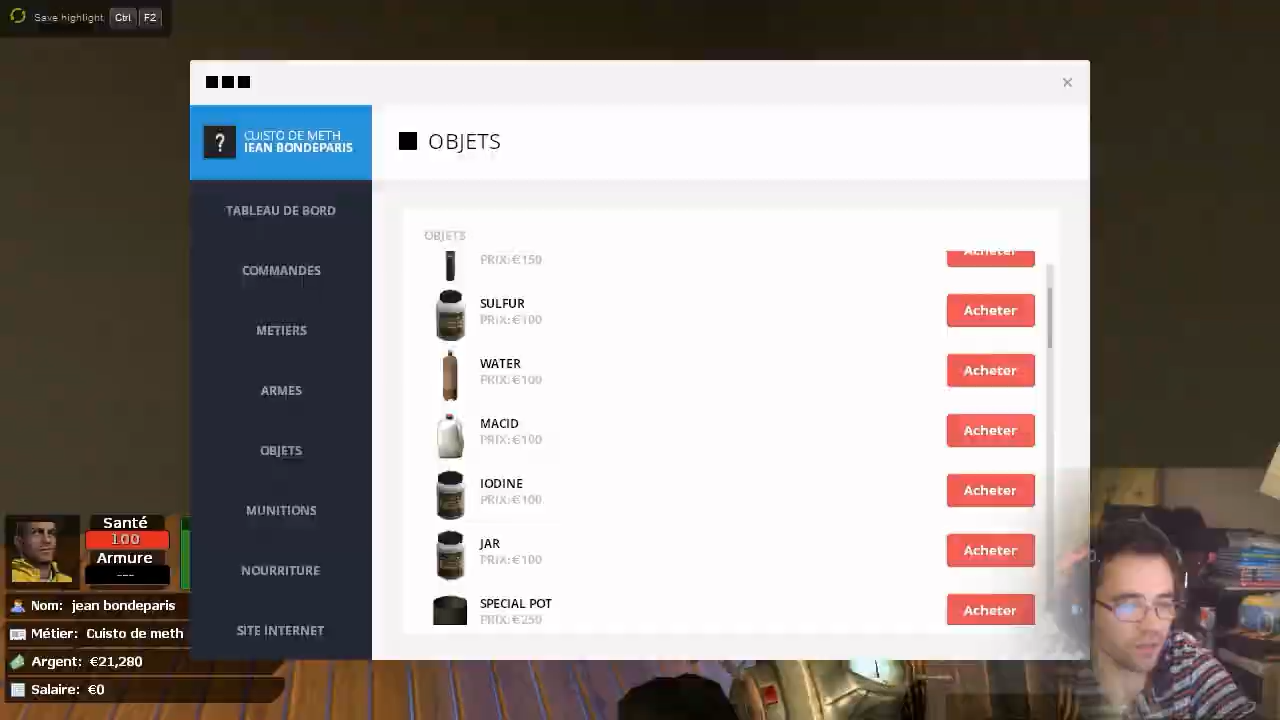 Save highlight Ctrl F2
CUISTO DE METH
JEAN BONDEPARIS
OBJETS
TABLEAU DE BORD
COMMANDES
METIERS
ARMES
OBJETS
MUNITIONS
NOURRITURE
SITE INTERNET
OBJETS
PRIX: €150
Acheter
SULFUR
PRIX: €100
Acheter
WATER
PRIX: €100
Acheter
MACID
PRIX: €100
Acheter
IODINE
PRIX: €100
Acheter
JAR
PRIX: €100
Acheter
SPECIAL POT
PRIX: €250
Acheter
Santé
100
Armure
---
Nom: jean bondeparis
Métier: Cuisto de meth
Argent: €21,280
Salaire: €0